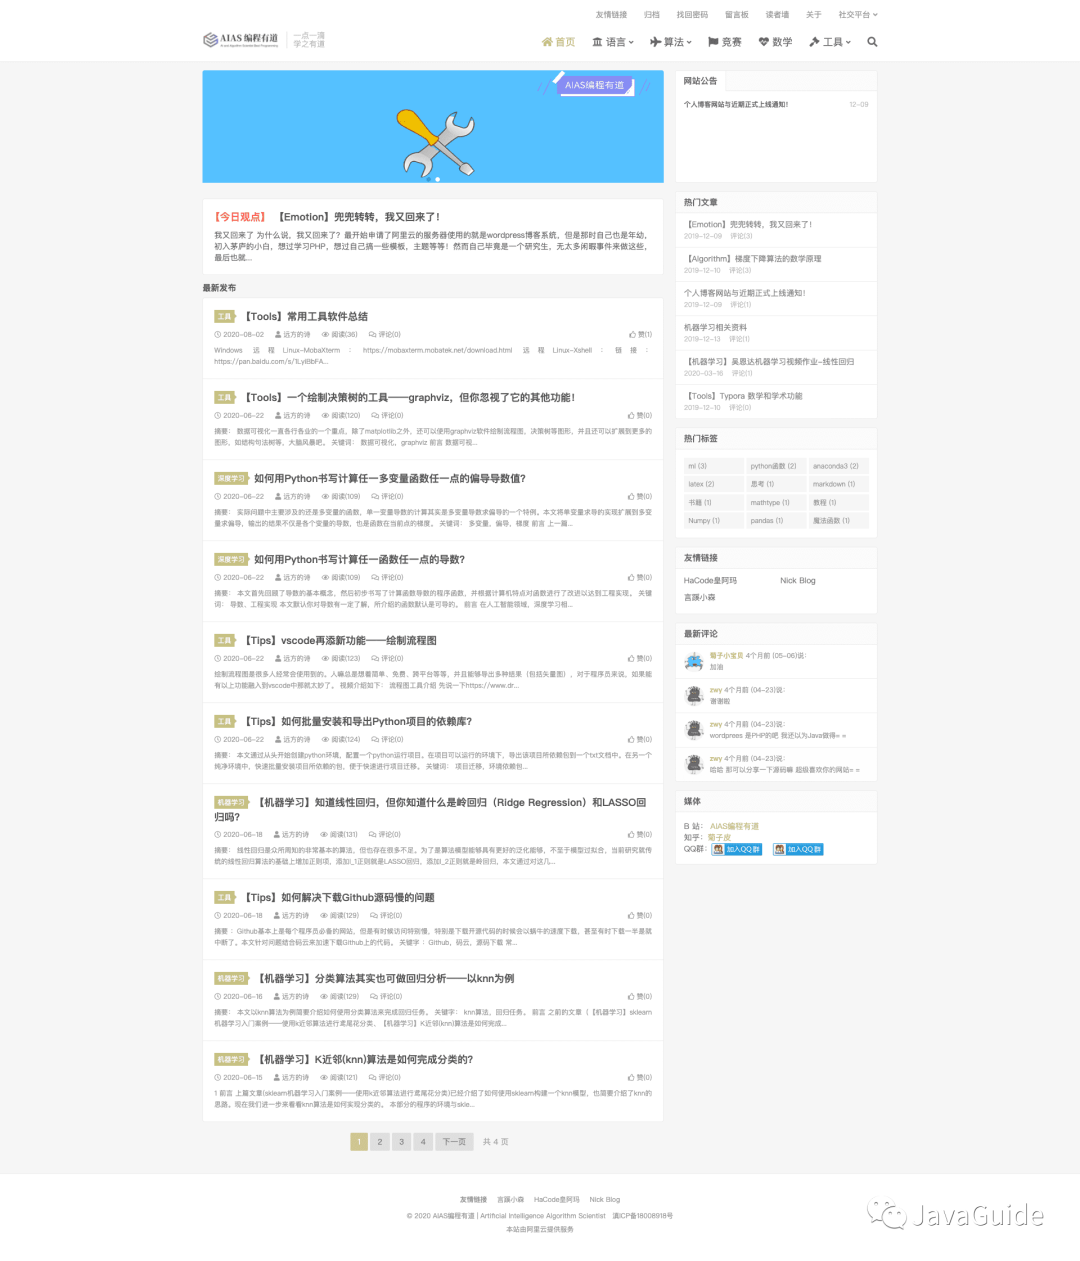 友情链接 归档 找回密码 留言板 读者墙 关于 社交平台
AIAS 编程有道
一点一滴
学之有道
首页 语言 算法 竞赛 数学 工具
AIAS编程有道
【今日观点】 【Emotion】兜兜转转，我又回来了！
我又回来了 为什么说，我又回来了？最开始申请了阿里云的服务器使用的就是wordpress博客系统，但是那时自己也是年幼，
初入茅庐的小白，想过学习PHP，想过自己搞一些模板，主题等等！然而自己毕竟是一个研究生，无太多闲暇事件来做这些，
最后也就...
最新发布
工具 【Tools】常用工具软件总结
2020-08-02 远方的诗 阅读(36) 评论(0) 赞(1)
Windows 远程 Linux-MobaXterm ： https://mobaxterm.mobatek.net/download.html 远程 Linux-Xshell ： 链接 ：
工具 【Tools】一个绘制决策树的工具——graphviz，但你忽视了它的其他功能！
2020-06-22 远方的诗 阅读(120) 评论(0) 赞(0)
摘要： 数据可视化一直各行各业的一个重点，除了matplotlib之外，还可以使用graphviz软件绘制流程图，决策树等图形，并且还可以扩展到更多的
图形，如结构句法树等，大脑风暴吧。 关键词： 数据可视化，graphviz 前言 数据可视...
深度学习 如何用Python书写计算任一多变量函数任一点的偏导导数值？
2020-06-22 远方的诗 阅读(109) 评论(0) 赞(0)
摘要： 实际问题中主要涉及的还是多变量的函数，单一变量导数的计算其实是多变量导数求偏导的一个特例。本文将单变量求导的实现扩展到多变
量求偏导，输出的结果不仅是各个变量的导数，也是函数在当前点的梯度。 关键词： 多变量，偏导，梯度 前言 上一篇...
深度学习 如何用Python书写计算任一函数任一点的导数？
2020-06-22 远方的诗 阅读(109) 评论(0) 赞(0)
摘要： 本文首先回顾了导数的基本概念，然后初步书写了计算函数导数的程序函数，并根据计算机特点对函数进行了改进以达到工程实现。 关键
词： 导数，工程实现 本文默认你对导数有一定了解，所介绍的函数默认是可导的。 前言 在人工智能领域，深度学习相...
工具 【Tips】vscode再添新功能——绘制流程图
2020-06-22 远方的诗 阅读(123) 评论(0) 赞(0)
绘制流程图是很多人经常会使用到的。人嘛总是想着简单、免费、跨平台等等，并且能够导出多种结果（包括矢量图），对于程序员来说，如果能
有以上功能融入到vscode中那就太妙了。 视频介绍如下： 流程图工具介绍 先说一下https://www.dr...
工具 【Tips】如何批量安装和导出Python项目的依赖库？
2020-06-22 远方的诗 阅读(124) 评论(0) 赞(0)
摘要： 本文通过从头开始创建python环境，配置一个python运行项目。在项目可以运行的环境下，导出该项目所依赖包到一个txt文档中。在另一个
纯净环境中，快速批量安装项目所依赖的包，便于快速进行项目迁移。 关键词： 项目迁移，环境依赖包...
机器学习 【机器学习】知道线性回归，但你知道什么是岭回归（Ridge Regression）和LASSO回
归吗？
2020-06-18 远方的诗 阅读(131) 评论(0) 赞(0)
摘要： 线性回归是众所周知的非常基本的算法，但也存在很多不足。为了是算法模型能够具有更好的泛化能力，不至于模型过拟合，当前研究就传
统的线性回归算法的基础上增加正则项，添加l_1正则就是LASSO回归，添加l_2正则就是岭回归，本文通过对这几...
工具 【Tips】如何解决下载Github源码慢的问题
2020-06-18 远方的诗 阅读(129) 评论(0) 赞(0)
摘要 ：Github基本上是每个程序员必备的网站，但是有时候访问特别慢，特别是下载开源代码的时候会以蜗牛的速度下载，甚至有时下载一半是就
中断了。本文针对问题结合码云来加速下载Github上的代码。 关键字 ：Github，码云，源码下载 常...
机器学习 【机器学习】分类算法其实也可做回归分析——以knn为例
2020-06-16 远方的诗 阅读(129) 评论(0) 赞(0)
摘要： 本文以knn算法为例简要介绍如何使用分类算法来完成回归任务。 关键字： knn算法，回归任务。 前言 之前的文章（【机器学习】sklearn
机器学习入门案例——使用k近邻算法进行鸢尾花分类、【机器学习】K近邻(knn)算法是如何完成...
机器学习 【机器学习】K近邻(knn)算法是如何完成分类的？
2020-06-15 远方的诗 阅读(121) 评论(0) 赞(0)
1 前言 上篇文章(sklearn机器学习入门案例——使用k近邻算法进行鸢尾花分类)已经介绍了如何使用sklearn构建一个knn模型，也简要介绍了knn的
思路。现在我们进一步来看看knn算法是如何实现分类的。 本部分的程序的环境与skle...
1 2 3 4 下一页 共 4 页
网站公告
个人博客网站与近期正式上线通知！ 12-09
热门文章
【Emotion】兜兜转转，我又回来了！
2019-12-09 评论(3)
【Algorithm】梯度下降算法的数学原理
2019-12-10 评论(3)
个人博客网站与近期正式上线通知！
2019-12-09 评论(1)
机器学习相关资料
2019-12-13 评论(1)
【机器学习】吴恩达机器学习视频作业-线性回归
2020-03-16 评论(1)
【Tools】Typora 数学和学术功能
2019-12-10 评论(0)
热门标签
ml (3) python函数 (2) anaconda3 (2)
latex (2) 思考 (1) markdown (1)
书籍 (1) mathtype (1) 教程 (1)
Numpy (1) pandas (1) 魔法函数 (1)
友情链接
HaCode皇阿玛 Nick Blog
言蹊小森
最新评论
4个月前 (05-06)说：
加油
zwy 4个月前 (04-23)说：
谢谢啦
zwy 4个月前 (04-23)说：
wordprees 是PHP的吧 我还以为Java做得= =
zwy 4个月前 (04-23)说：
哈哈 那可以分享一下源码嘛 超极喜欢你的网站= =
媒体
B 站： AIAS编程有道
知乎：
QQ群： 加入QQ群 加入QQ群
友情链接 言蹊小森 HaCode皇阿玛 Nick Blog
© 2020 AIAS编程有道 | Artificial Intelligence Algorithm Scientist 滇ICP备18008918号
本站由阿里云提供服务
JavaGuide